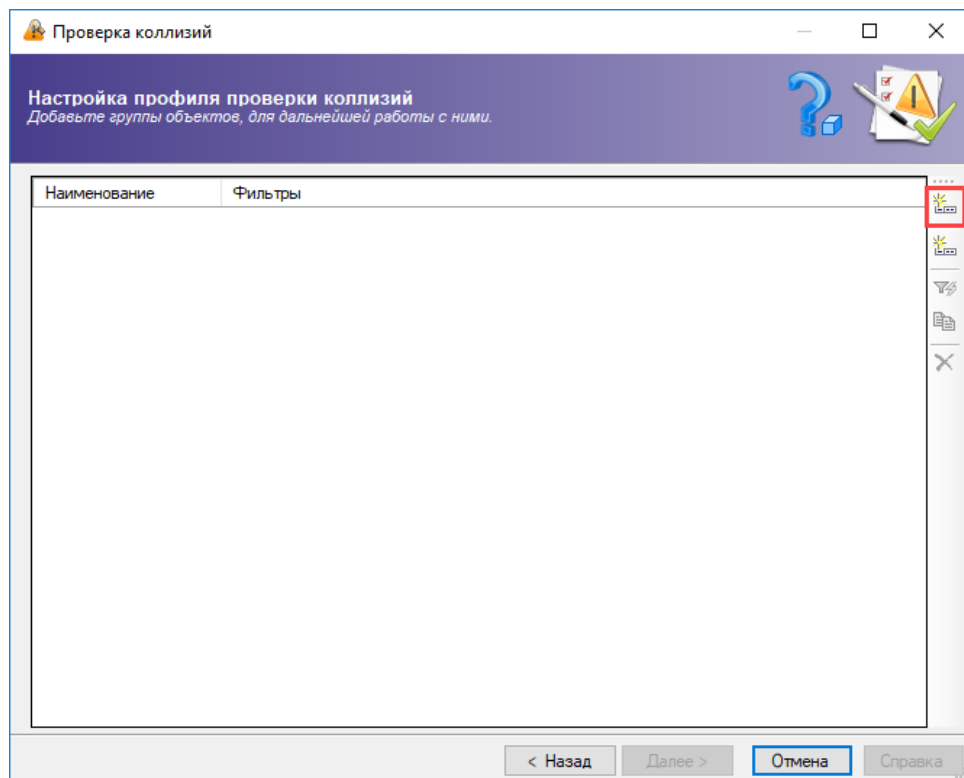 Проверка коллизий
Настройка профиля проверки коллизий
Добавьте группы объектов, для дальнейшей работы с ними.
Наименование Фильтры
< Назад Далее > Отмена Справка